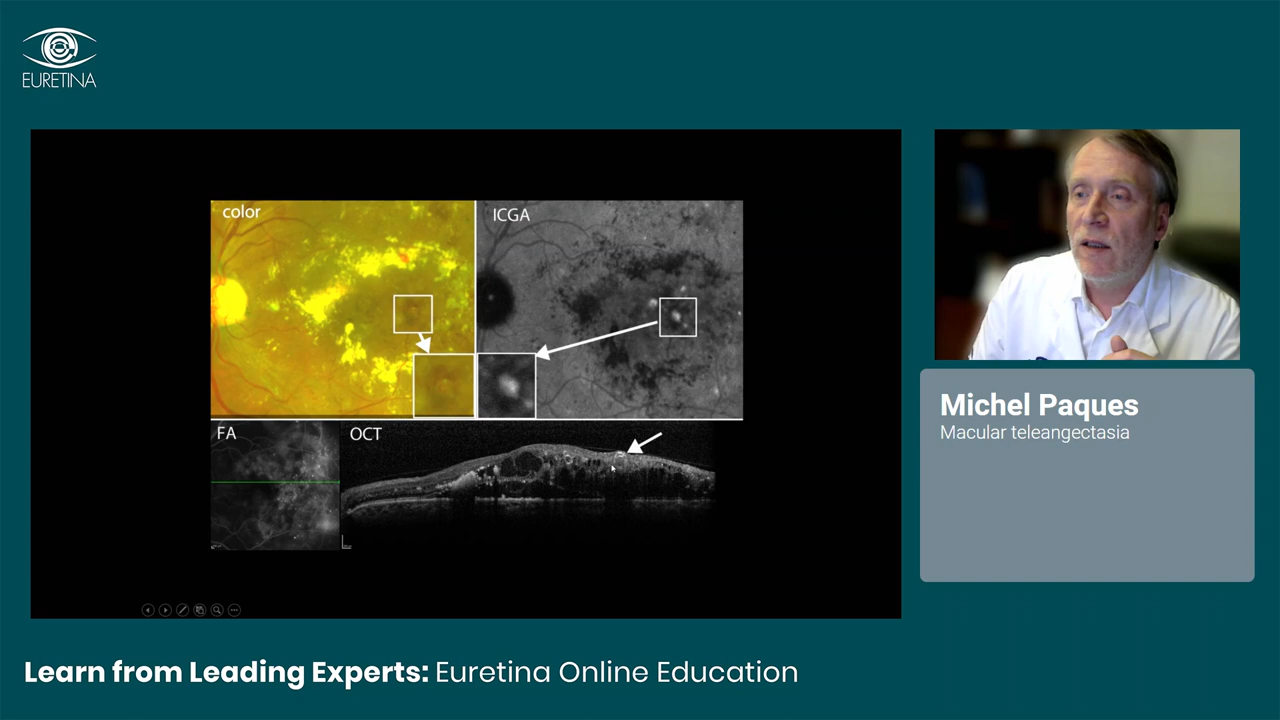 EURETINA
color
ICGA
FA
OCT
Michel Paques
Macular teleangectasia
Learn from Leading Experts: Euretina Online Education